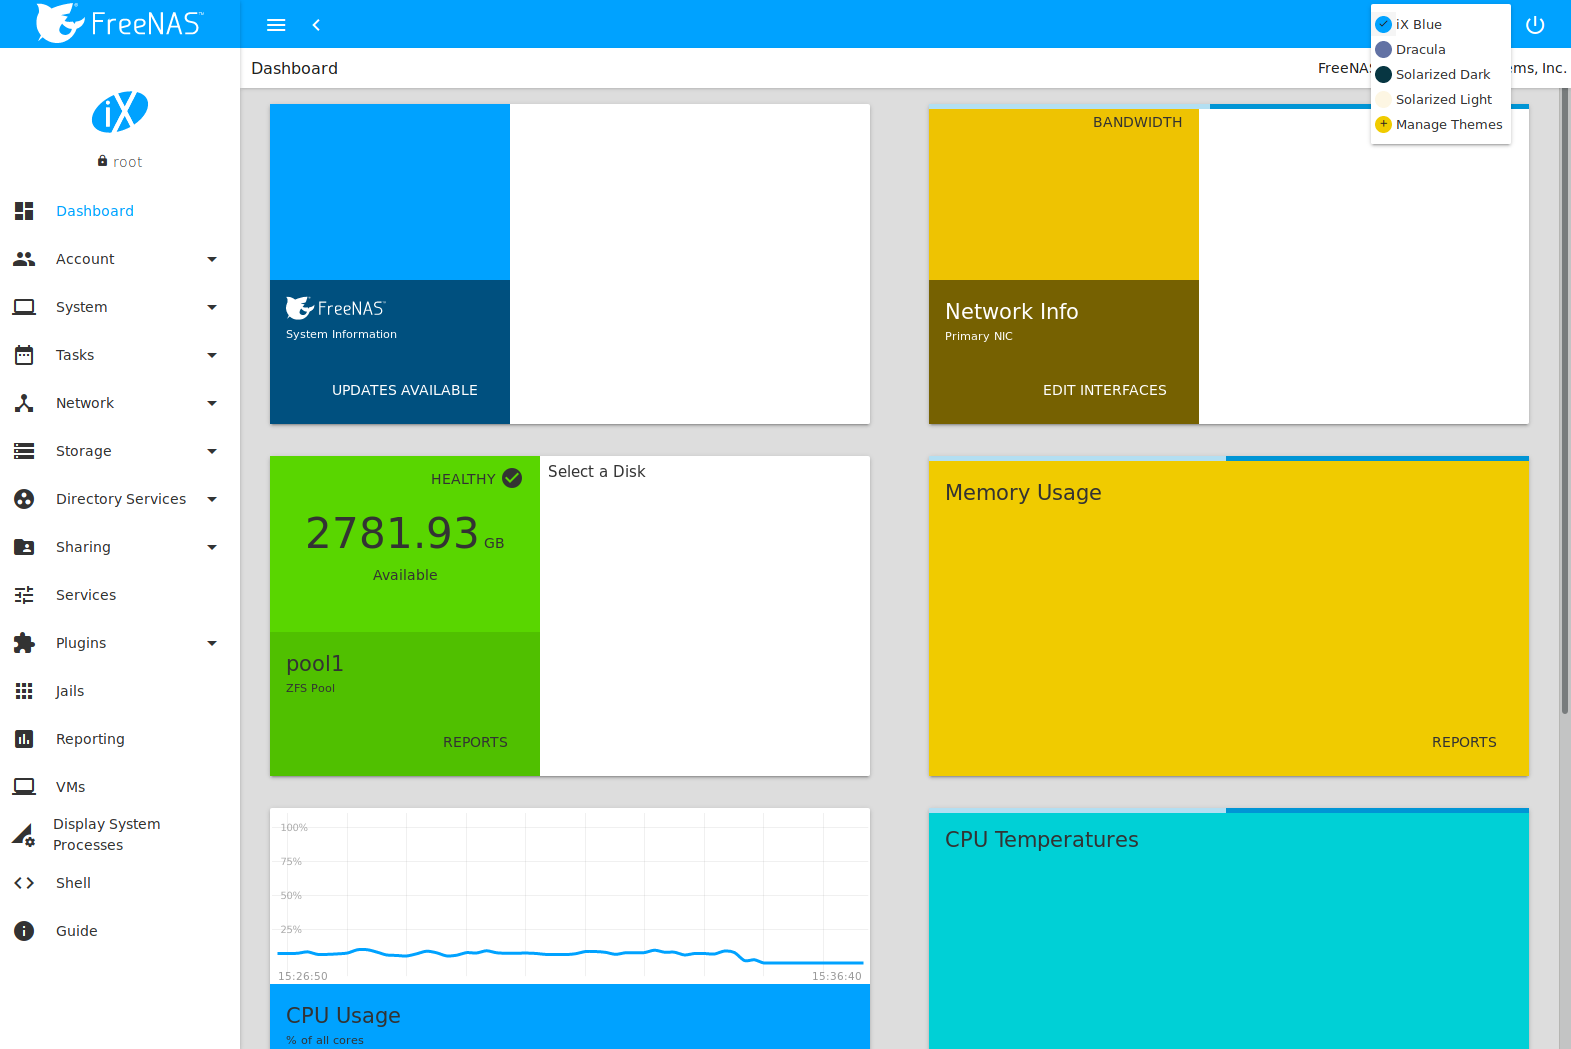 FreeNAS
iX Blue
Dracula
Solarized Dark
Solarized Light
Manage Themes
Dashboard
ems, Inc.
iX
root
Dashboard
Account
System
Tasks
Network
Storage
Directory Services
Sharing
Services
Plugins
Jails
Reporting
VMs
Display System
Processes
Shell
Guide
FreeNAS
System Information
UPDATES AVAILABLE
BANDWIDTH
Network Info
Primary NIC
EDIT INTERFACES
HEALTHY
2781.93 GB
Available
pool1
ZFS Pool
REPORTS
Select a Disk
Memory Usage
REPORTS
100%
75%
50%
25%
15:26:50 15:36:40
CPU Usage
% of all cores
CPU Temperatures